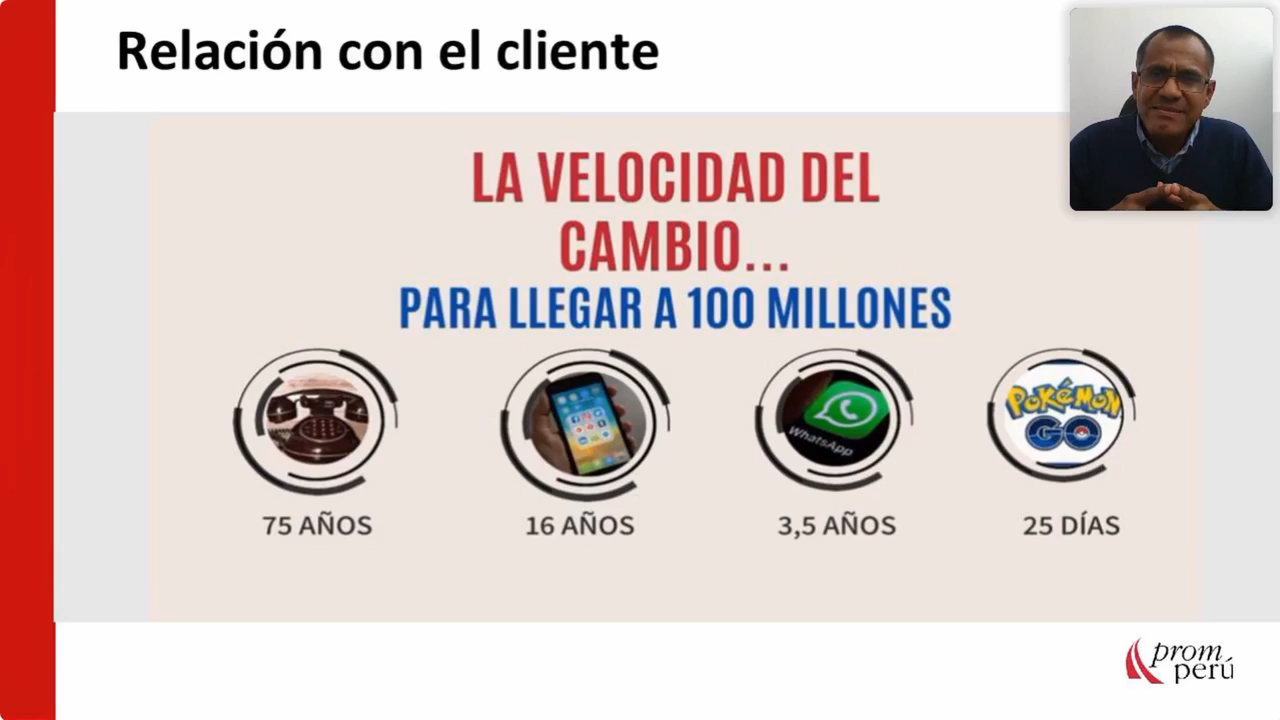 Relación con el cliente
LA VELOCIDAD DEL
CAMBIO...
PARA LLEGAR A 100 MILLONES
WhatsApp
POKÉMON
GO
75 AÑOS
16 AÑOS
3,5 AÑOS
25 DÍAS
prom
perú